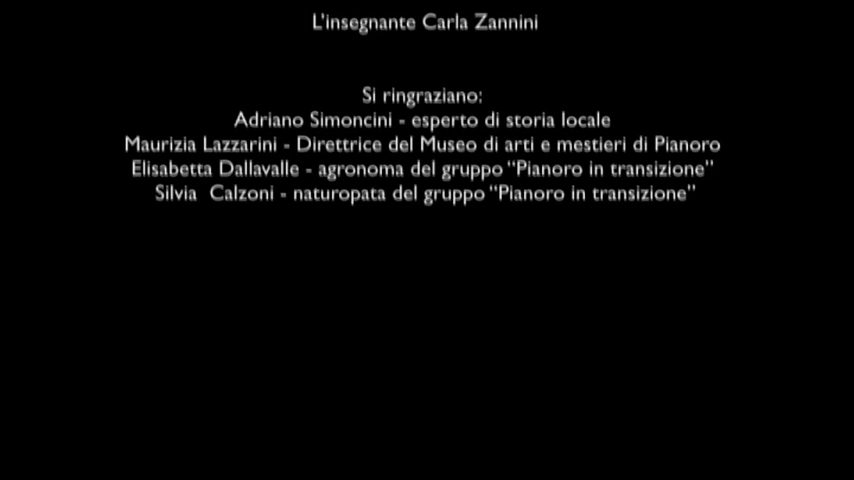 L'insegnante Carla Zannini
Si ringraziano:
Adriano Simoncini - esperto di storia locale
Maurizia Lazzarini - Direttrice del Museo di arti e mestieri di Pianoro
Elisabetta Dallavalle - agronoma del gruppo “Pianoro in transizione”
Silvia Calzoni - naturopata del gruppo “Pianoro in transizione”